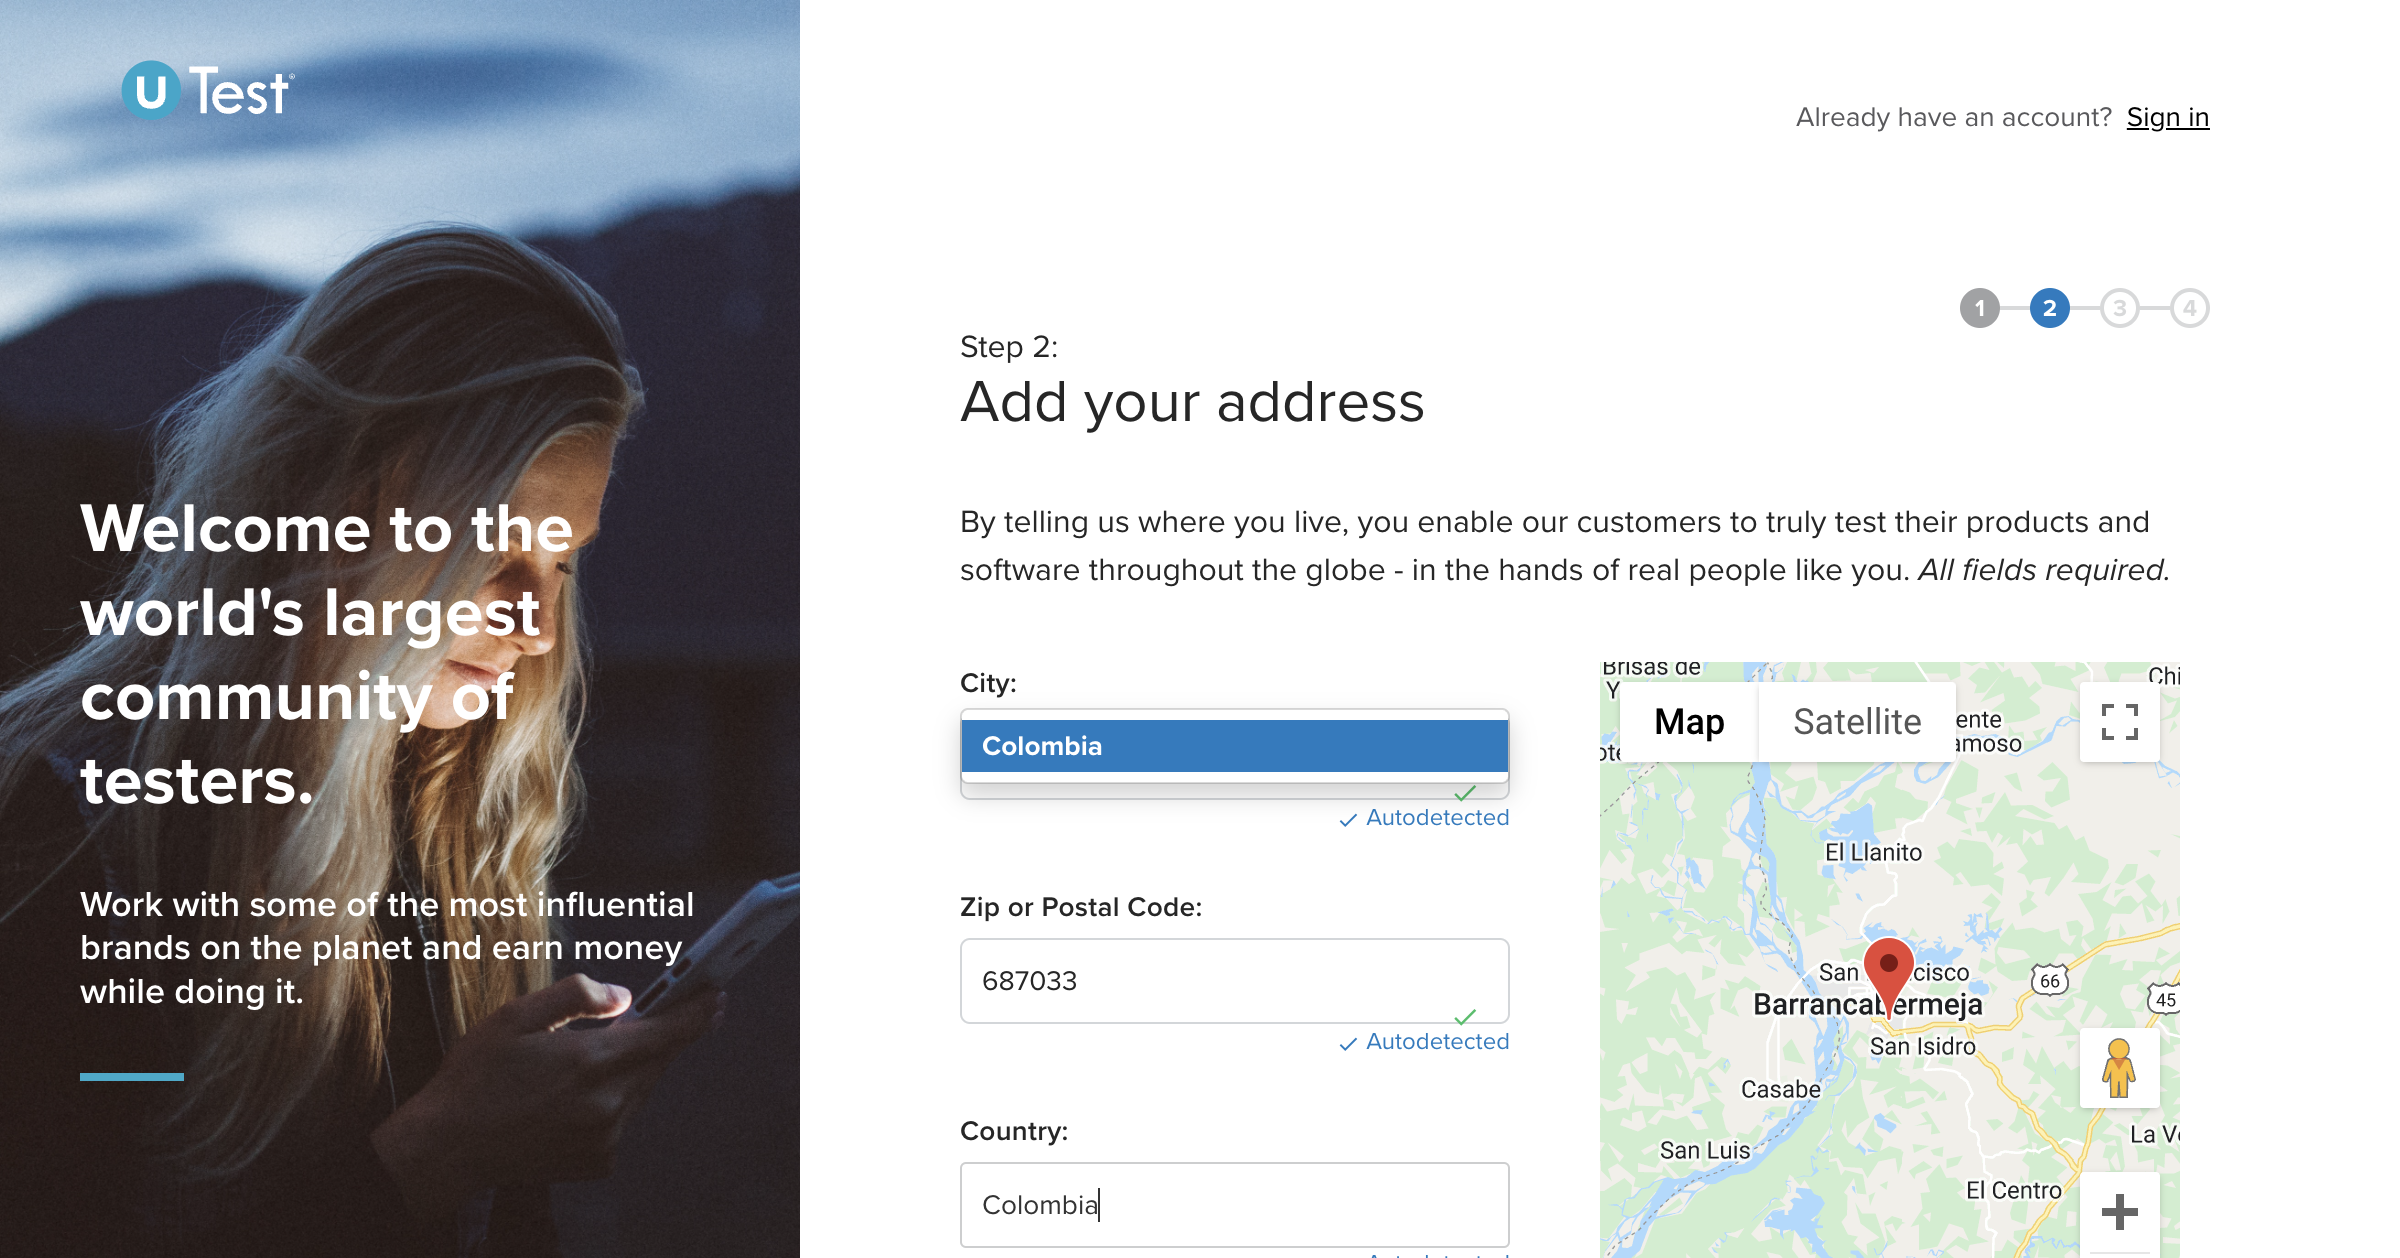 U Test®
Already have an account? Sign in
1 2 3 4
Step 2:
Add your address
By telling us where you live, you enable our customers to truly test their products and
software throughout the globe - in the hands of real people like you. All fields required.
Welcome to the
world's largest
community of
testers.
Work with some of the most influential
brands on the planet and earn money
while doing it.
City:
Colombia
Autodetected
Zip or Postal Code:
687033
Autodetected
Country:
Colombia
Brisas de
Y
Chi
Map
Satellite
ente
amoso
El Llanito
San
cisco
66
Barrancabermeja
45
San Isidro
Casabe
La Ve
San Luis
El Centro